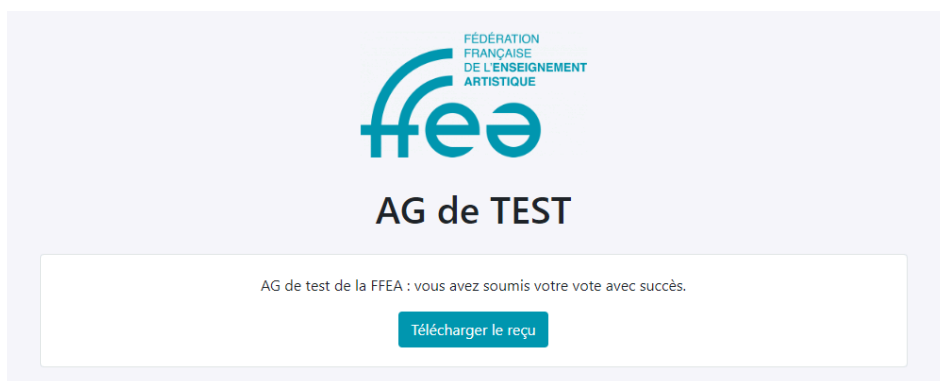 FÉDÉRATION
FRANÇAISE
DE L'ENSEIGNEMENT
ARTISTIQUE
ffea
AG de TEST
AG de test de la FFEA : vous avez soumis votre vote avec succès.
Télécharger le reçu